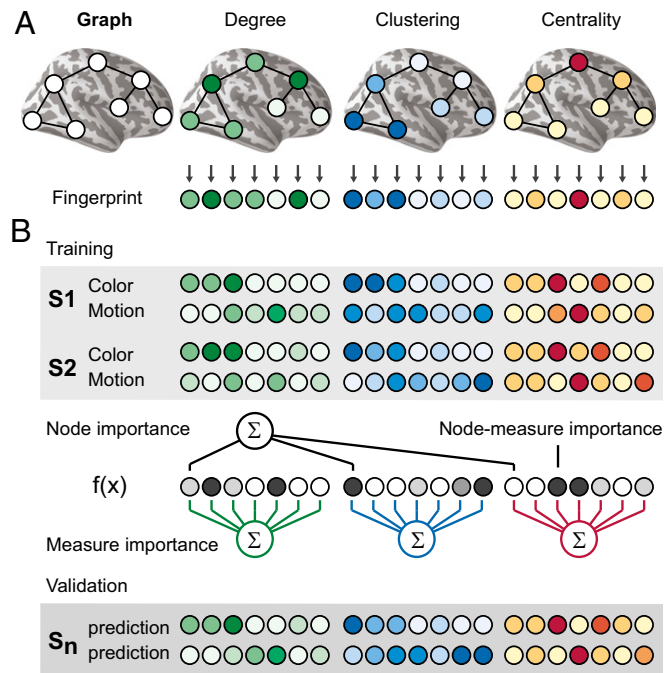 A
Graph Degree Clustering Centrality
Fingerprint
B
Training
S1 Color
Motion
S2 Color
Motion
Node importance Σ Node-measure importance
f(x)
Measure importance Σ Σ Σ
Validation
Sn prediction
prediction